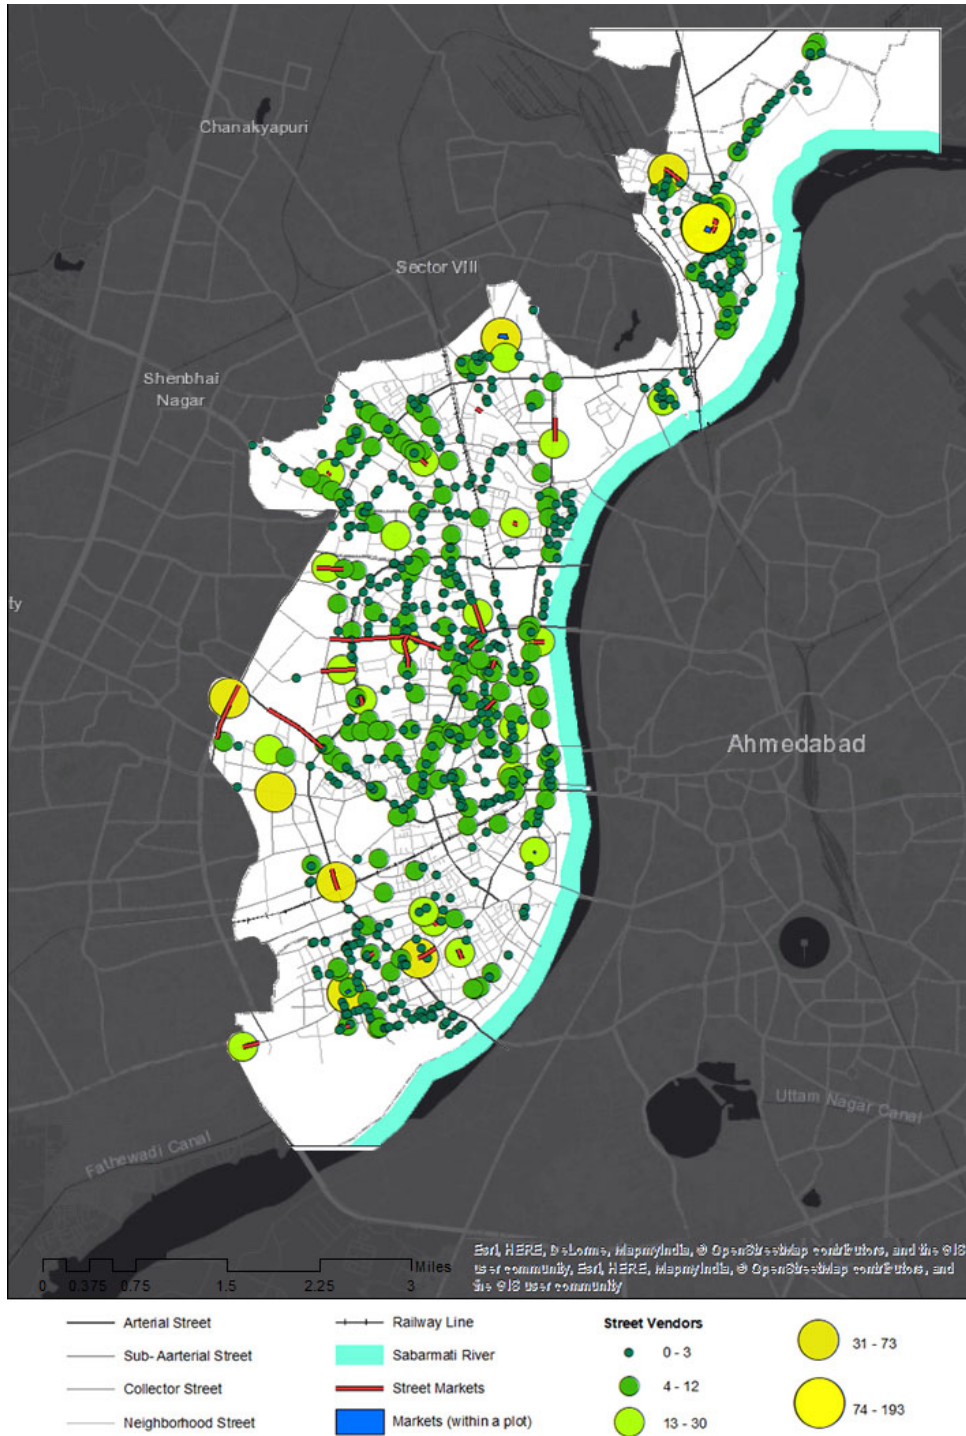 Chanakyapuri
Sector VIII
Shenbhai
Nagar
ty
Ahmedabad
Uttam Nagar Canal
Fathewadi Canal
Esri, HERE, DeLorme, MapmyIndia, © OpenStreetMap contributors, and the GIS
user community, Esri, HERE, MapmyIndia, © OpenStreetMap contributors, and
the GIS user community
Miles
0 0.375 0.75 1.5 2.25 3
Arterial Street
Sub- Aarterial Street
Collector Street
Neighborhood Street
Railway Line
Sabarmati River
Street Markets
Markets (within a plot)
Street Vendors
0 - 3
4 - 12
13 - 30
31 - 73
74 - 193